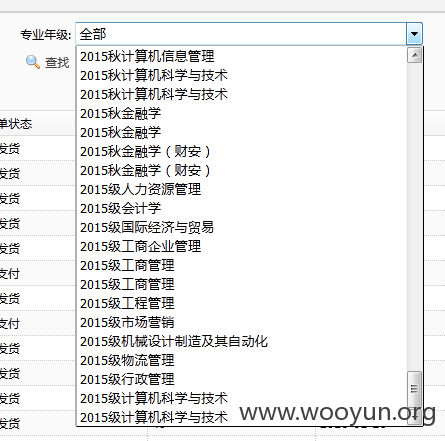 专业年级: 全部
查找
2015秋计算机信息管理
2015秋计算机科学与技术
2015秋计算机科学与技术
单状态
2015秋金融学
2015秋金融学
发货
2015秋金融学（财安）
发货
2015秋金融学（财安）
2015级人力资源管理
发货
2015级会计学
发货
2015级国际经济与贸易
2015级工商企业管理
发货
2015级工商管理
支付
2015级工商管理
发货
2015级工程管理
支付
2015级市场营销
2015级机械设计制造及其自动化
发货
2015级物流管理
发货
2015级行政管理
发货
2015级计算机科学与技术
发货
2015级计算机科学与技术
发货
www.wooyun.org